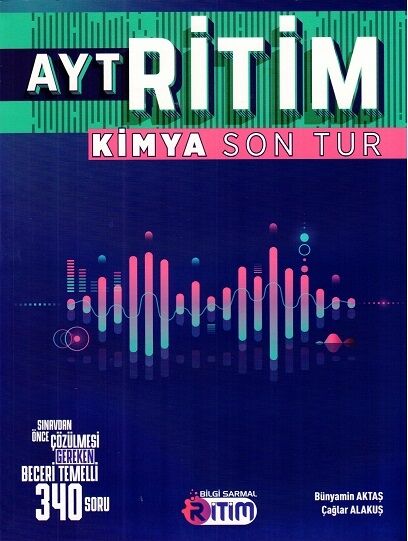 AYT RİTİM
KİMYA SON TUR
SINAVDAN
ÖNCE ÇÖZÜLMESİ
GEREKEN
BECERİ TEMELLİ
340 SORU
BİLGİ SARMAL
RİTİM
Bünyamin AKTAŞ
Çağlar ALAKUŞ